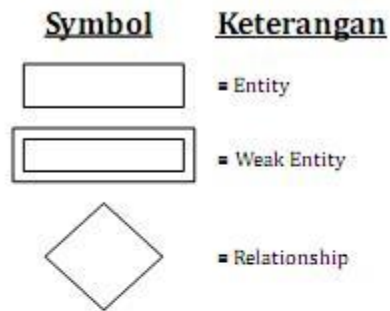 Symbol Keterangan
= Entity
= Weak Entity
= Relationship